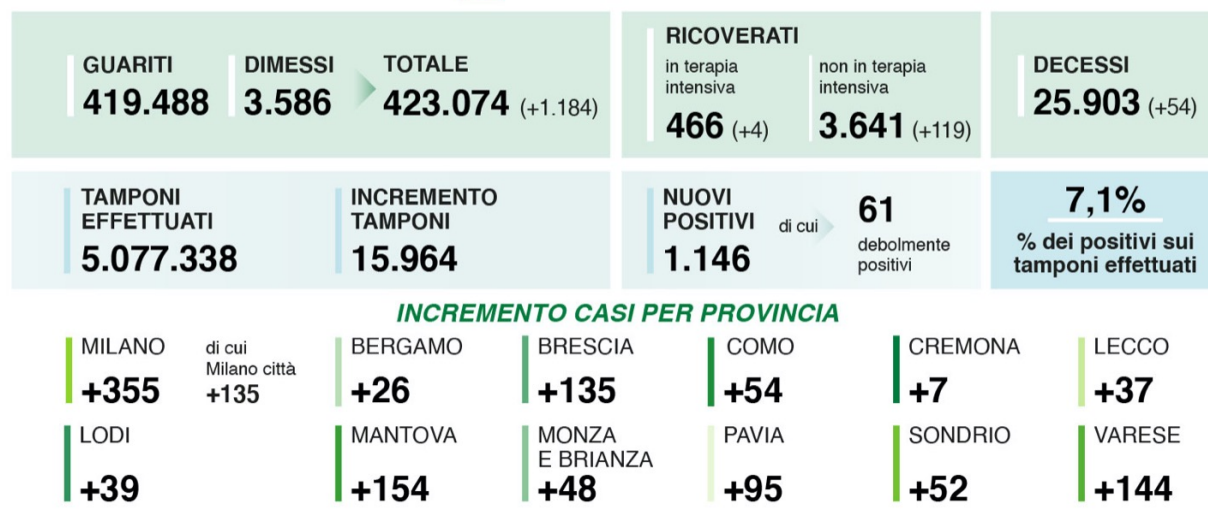 GUARITI
419.488
DIMESSI
3.586
TOTALE
423.074 (+1.184)
RICOVERATI
in terapia
intensiva
466 (+4)
non in terapia
intensiva
3.641 (+119)
DECESSI
25.903 (+54)
TAMPONI
EFFETTUATI
5.077.338
INCREMENTO
TAMPONI
15.964
NUOVI
POSITIVI
1.146
di cui
61
debolmente
positivi
7,1%
% dei positivi sui
tamponi effettuati
INCREMENTO CASI PER PROVINCIA
MILANO
+355
di cui
Milano città
+135
BERGAMO
+26
BRESCIA
+135
COMO
+54
CREMONA
+7
LECCO
+37
LODI
+39
MANTOVA
+154
MONZA
E BRIANZA
+48
PAVIA
+95
SONDRIO
+52
VARESE
+144